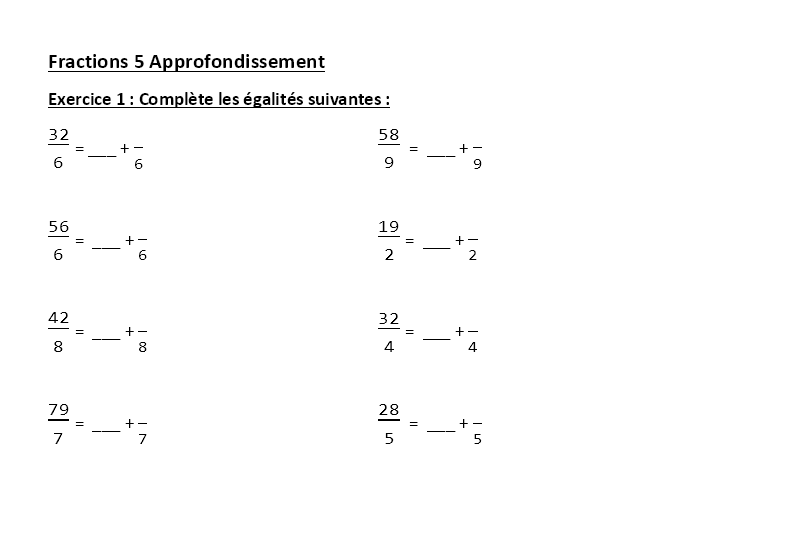 Fractions 5 Approfondissement
Exercice 1 : Complète les égalités suivantes :
32/6 = ___ + _/6
58/9 = ___ + _/9
56/6 = ___ + _/6
19/2 = ___ + _/2
42/8 = ___ + _/8
32/4 = ___ + _/4
79/7 = ___ + _/7
28/5 = ___ + _/5